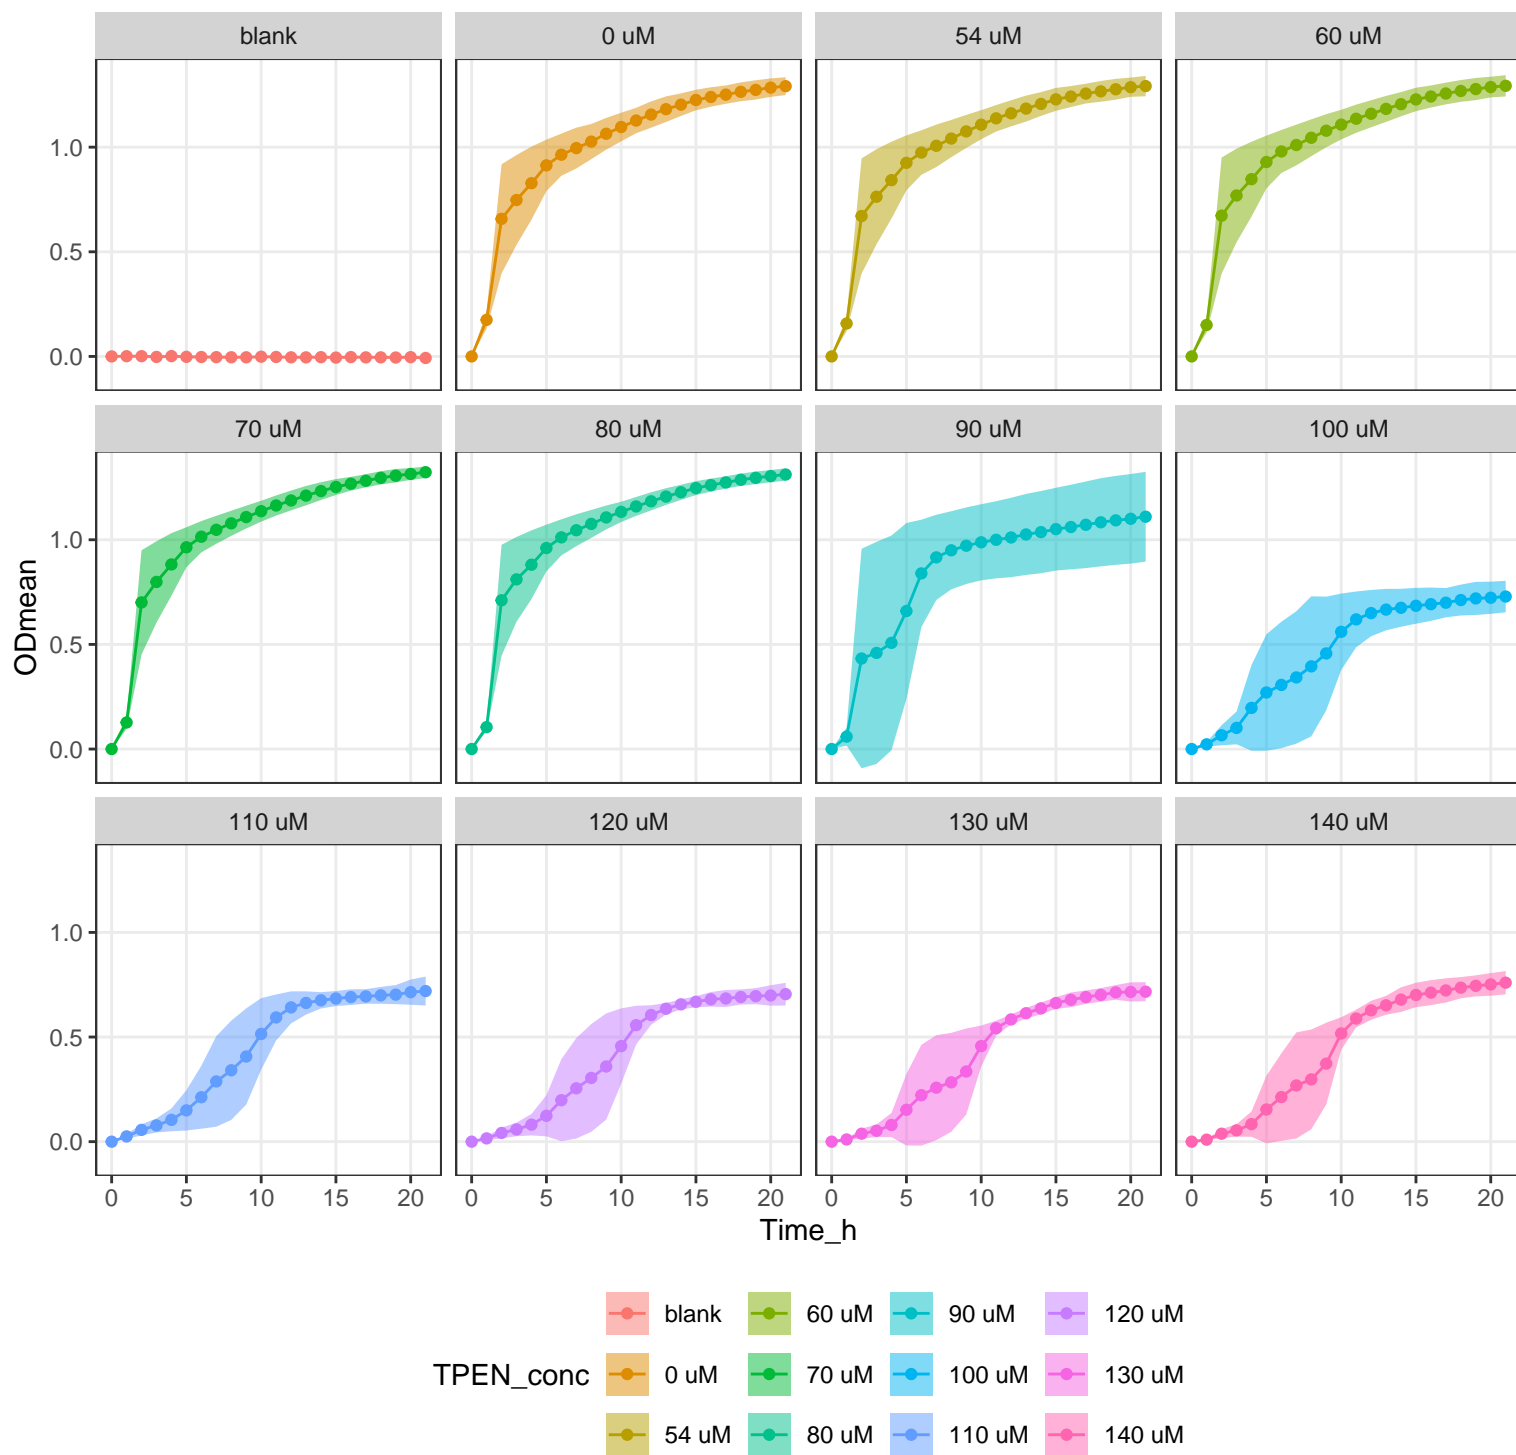 blank 0 uM 54 uM 60 uM
1.0
0.5
0.0
70 uM 80 uM 90 uM 100 uM
1.0
0.5
0.0
110 uM 120 uM 130 uM 140 uM
1.0
0.5
0.0
0 5 10 15 20 0 5 10 15 20 0 5 10 15 20 0 5 10 15 20
ODmean
Time_h
TPEN_conc
blank 60 uM 90 uM 120 uM
0 uM 70 uM 100 uM 130 uM
54 uM 80 uM 110 uM 140 uM